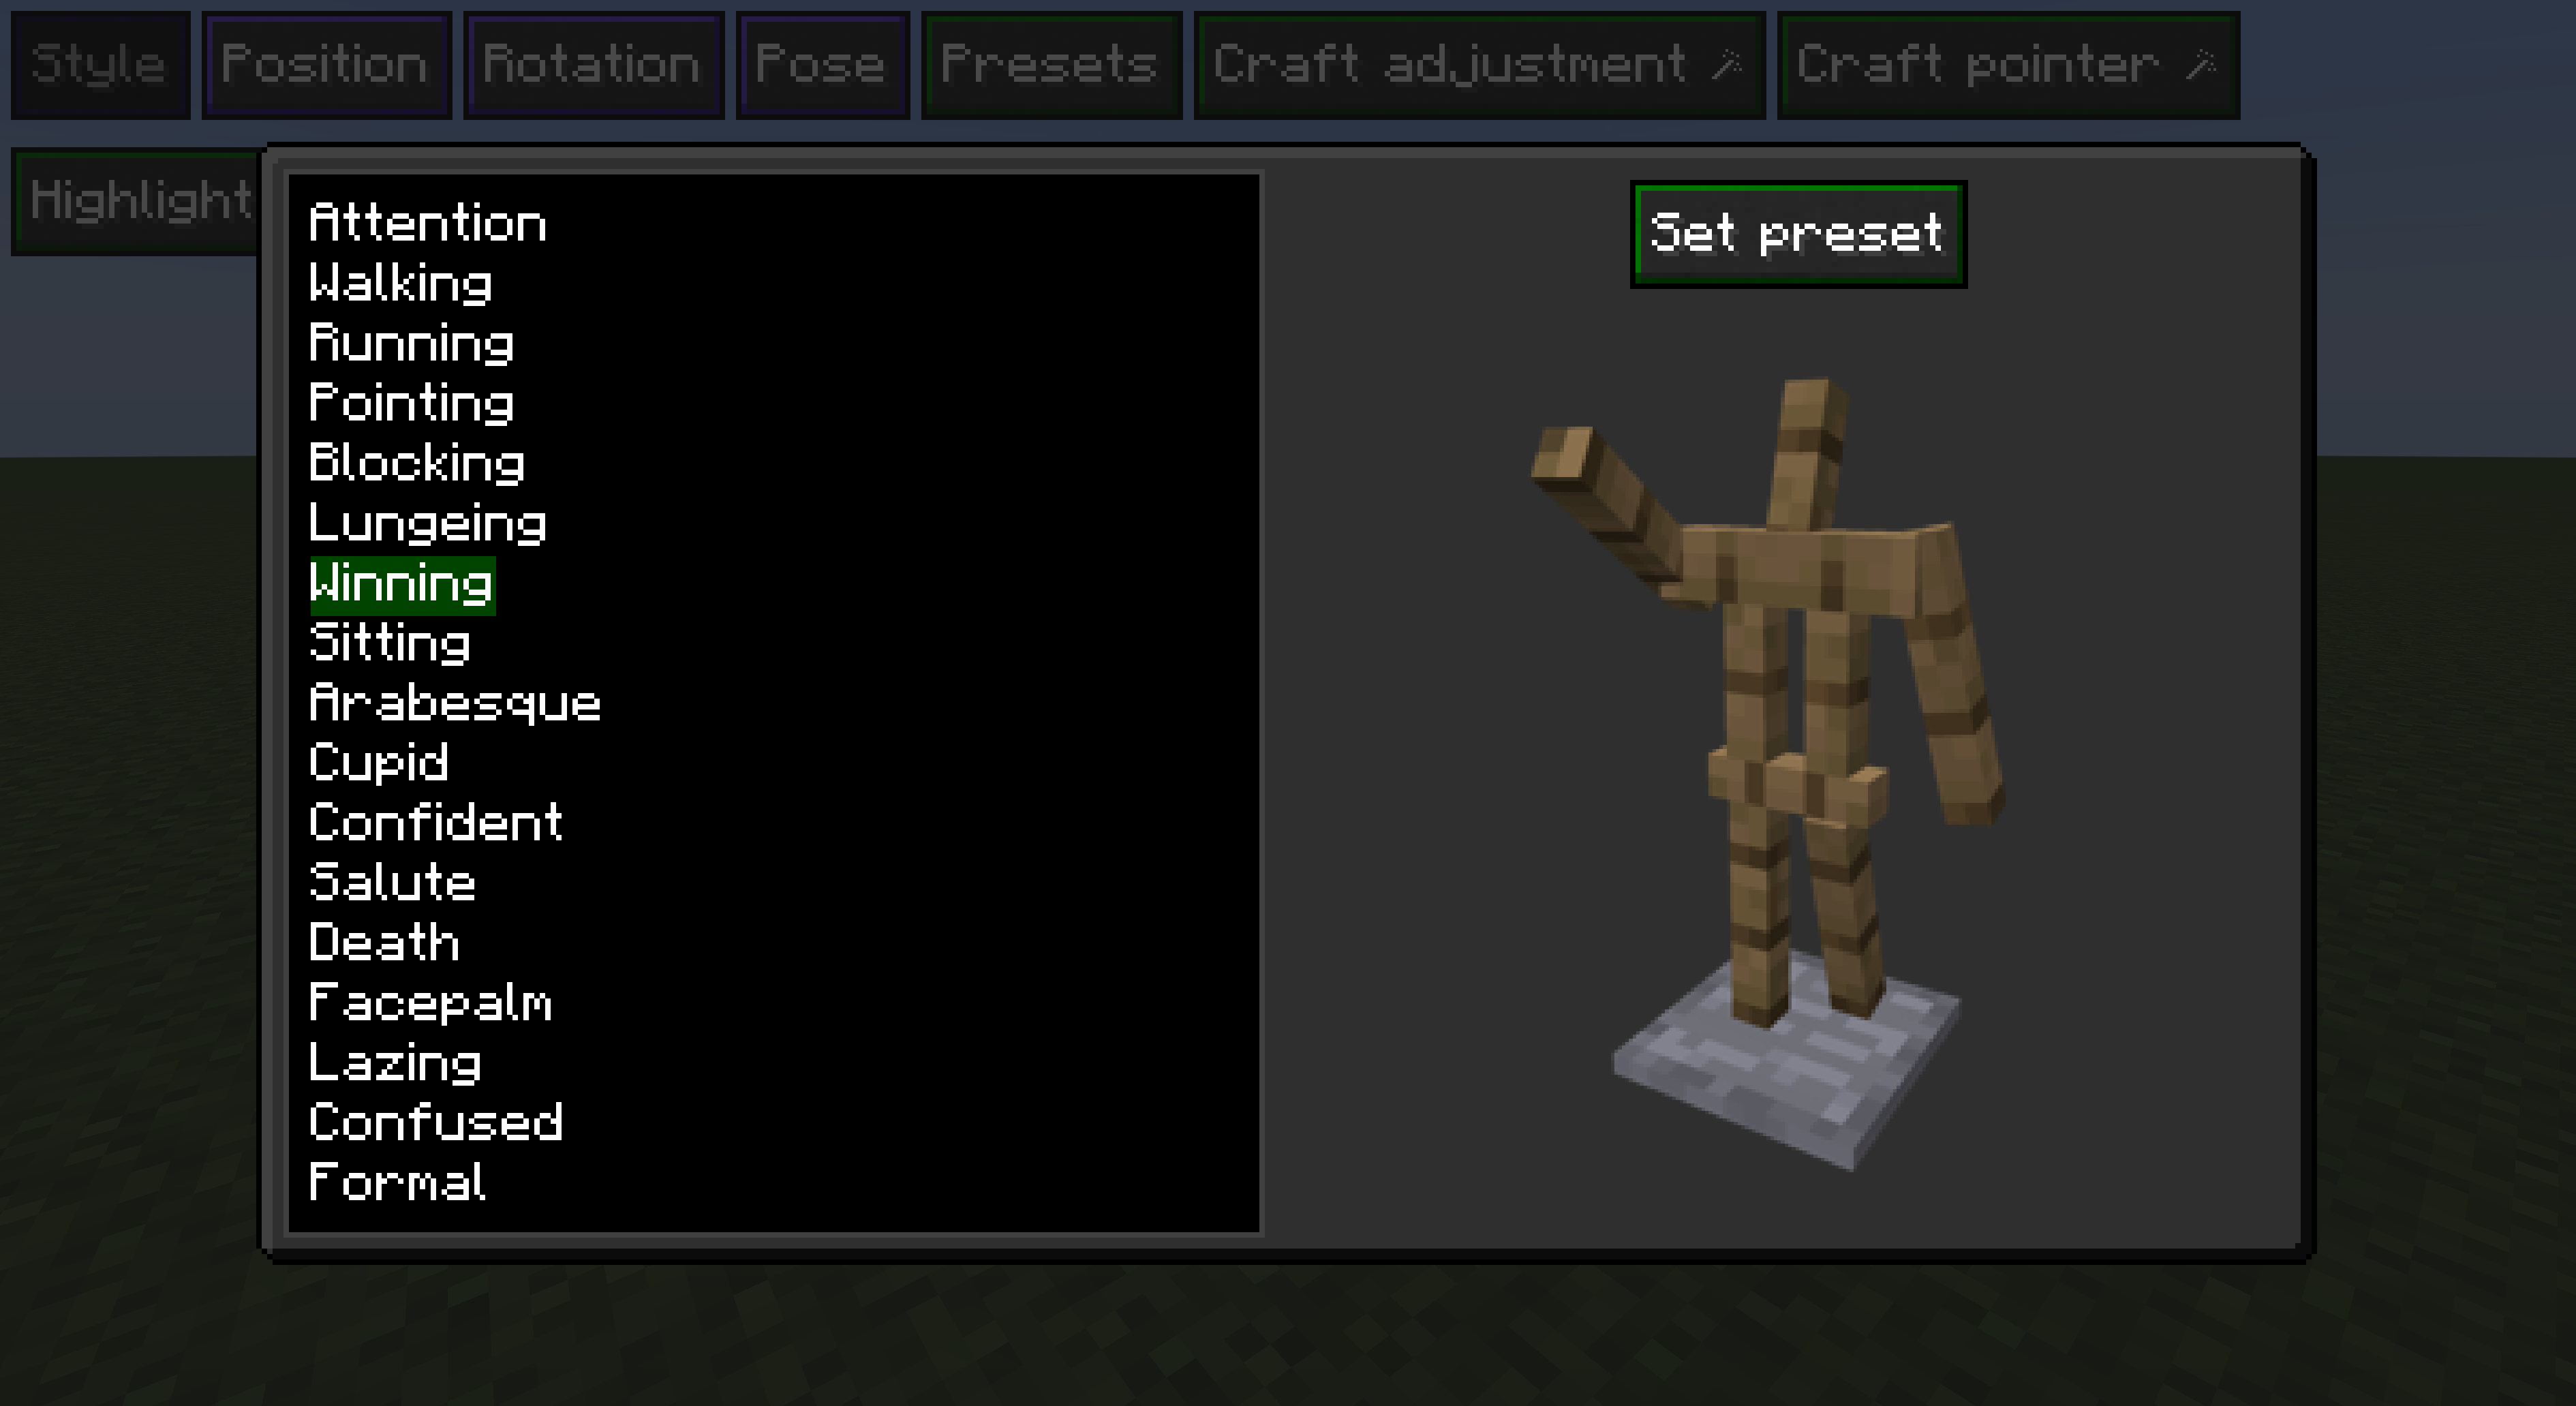 Style Position Rotation Pose Presets Craft adjustment Craft pointer
Highlight
Set preset
Attention
Walking
Running
Pointing
Blocking
Lungeing
Winning
Sitting
Arabesque
Cupid
Confident
Salute
Death
Facepalm
Lazing
Confused
Formal